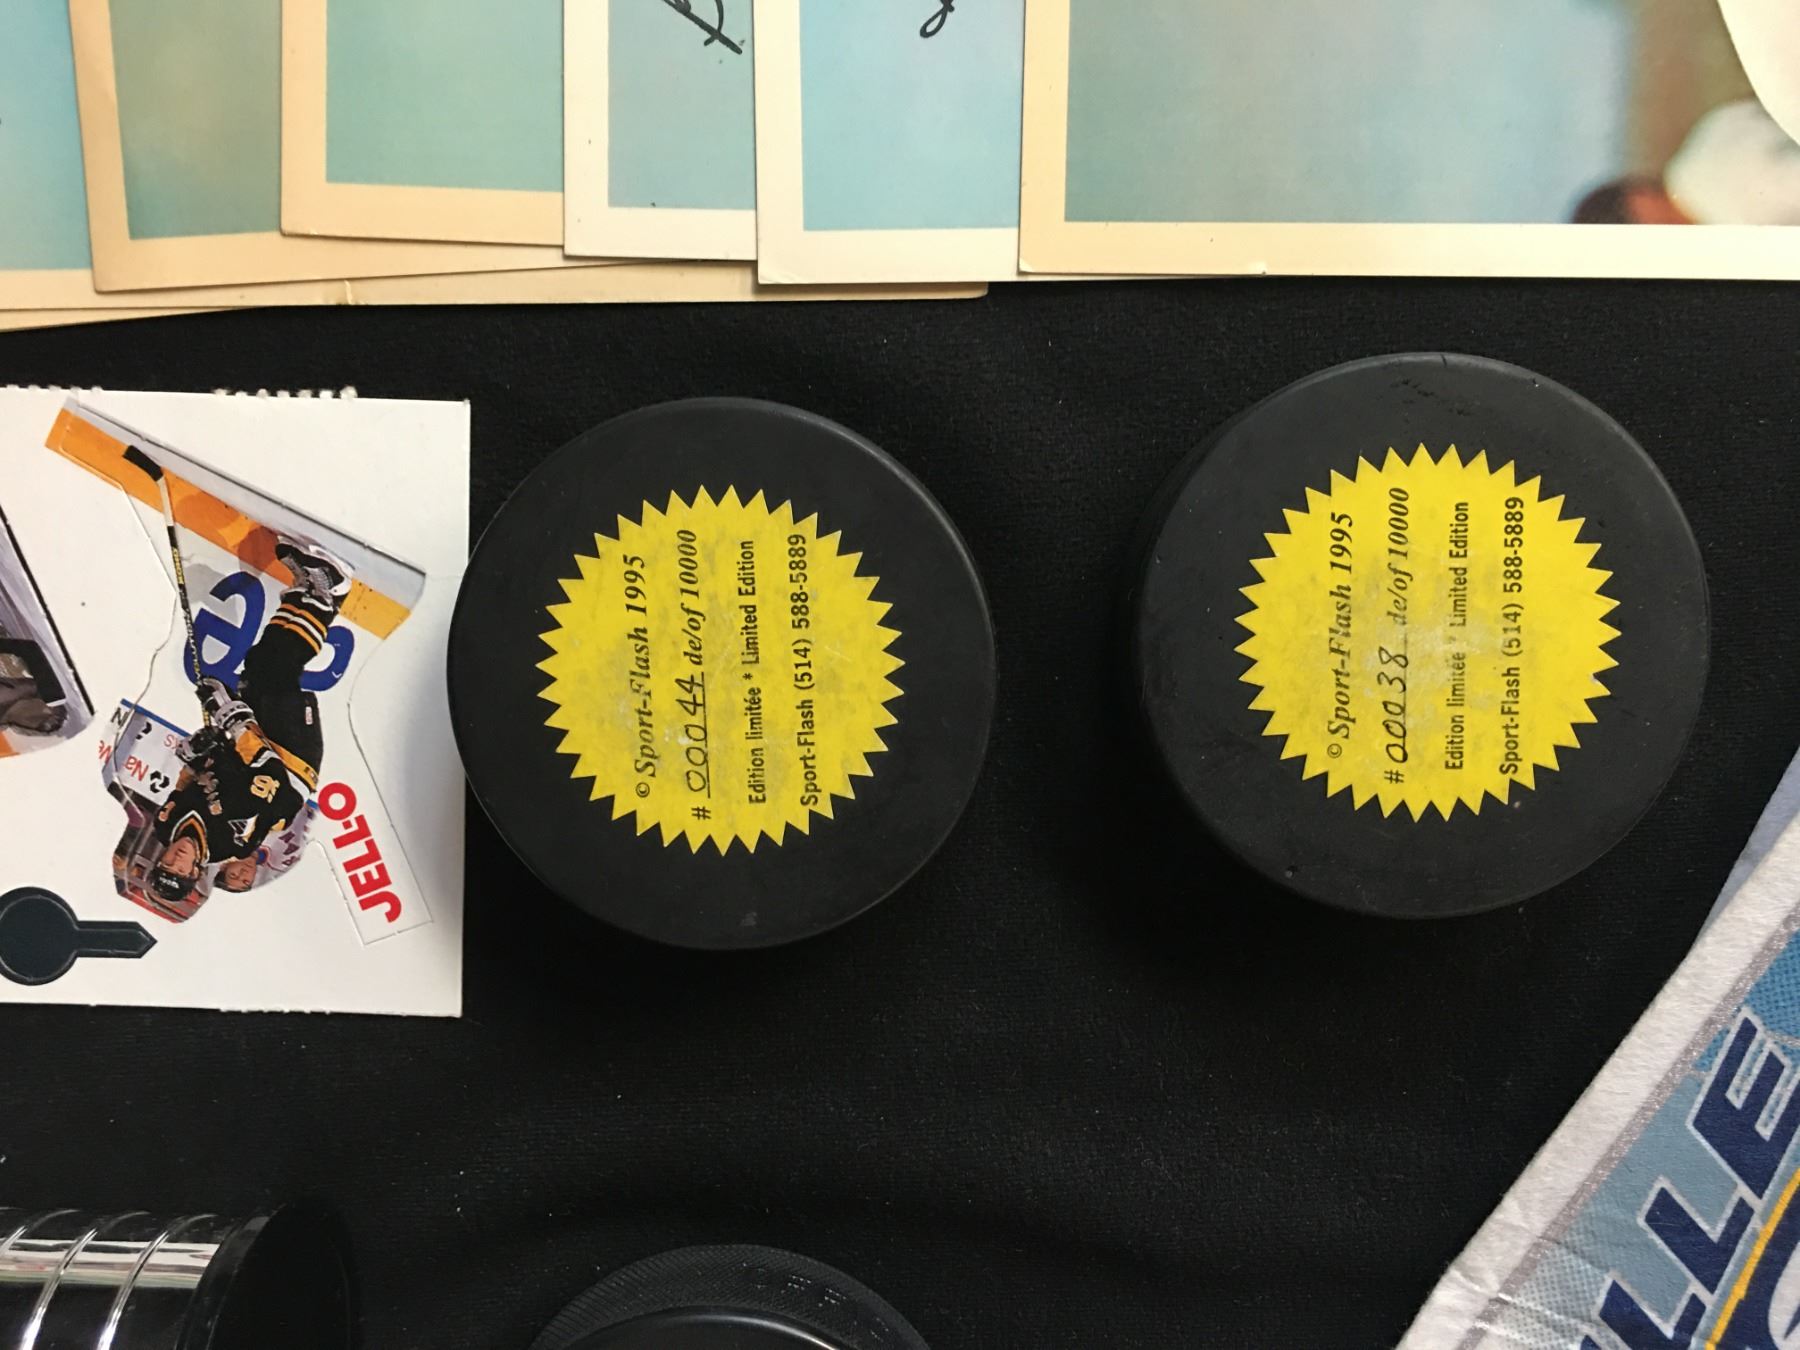 © Sport-Flash 1995
# 00044 de/of 10000
Edition limitée * Limited Edition
Sport-Flash (514) 588-5889
© Sport-Flash 1995
# 00038 de/of 10000
Edition limitée * Limited Edition
Sport-Flash (514) 588-5889
JELL-O